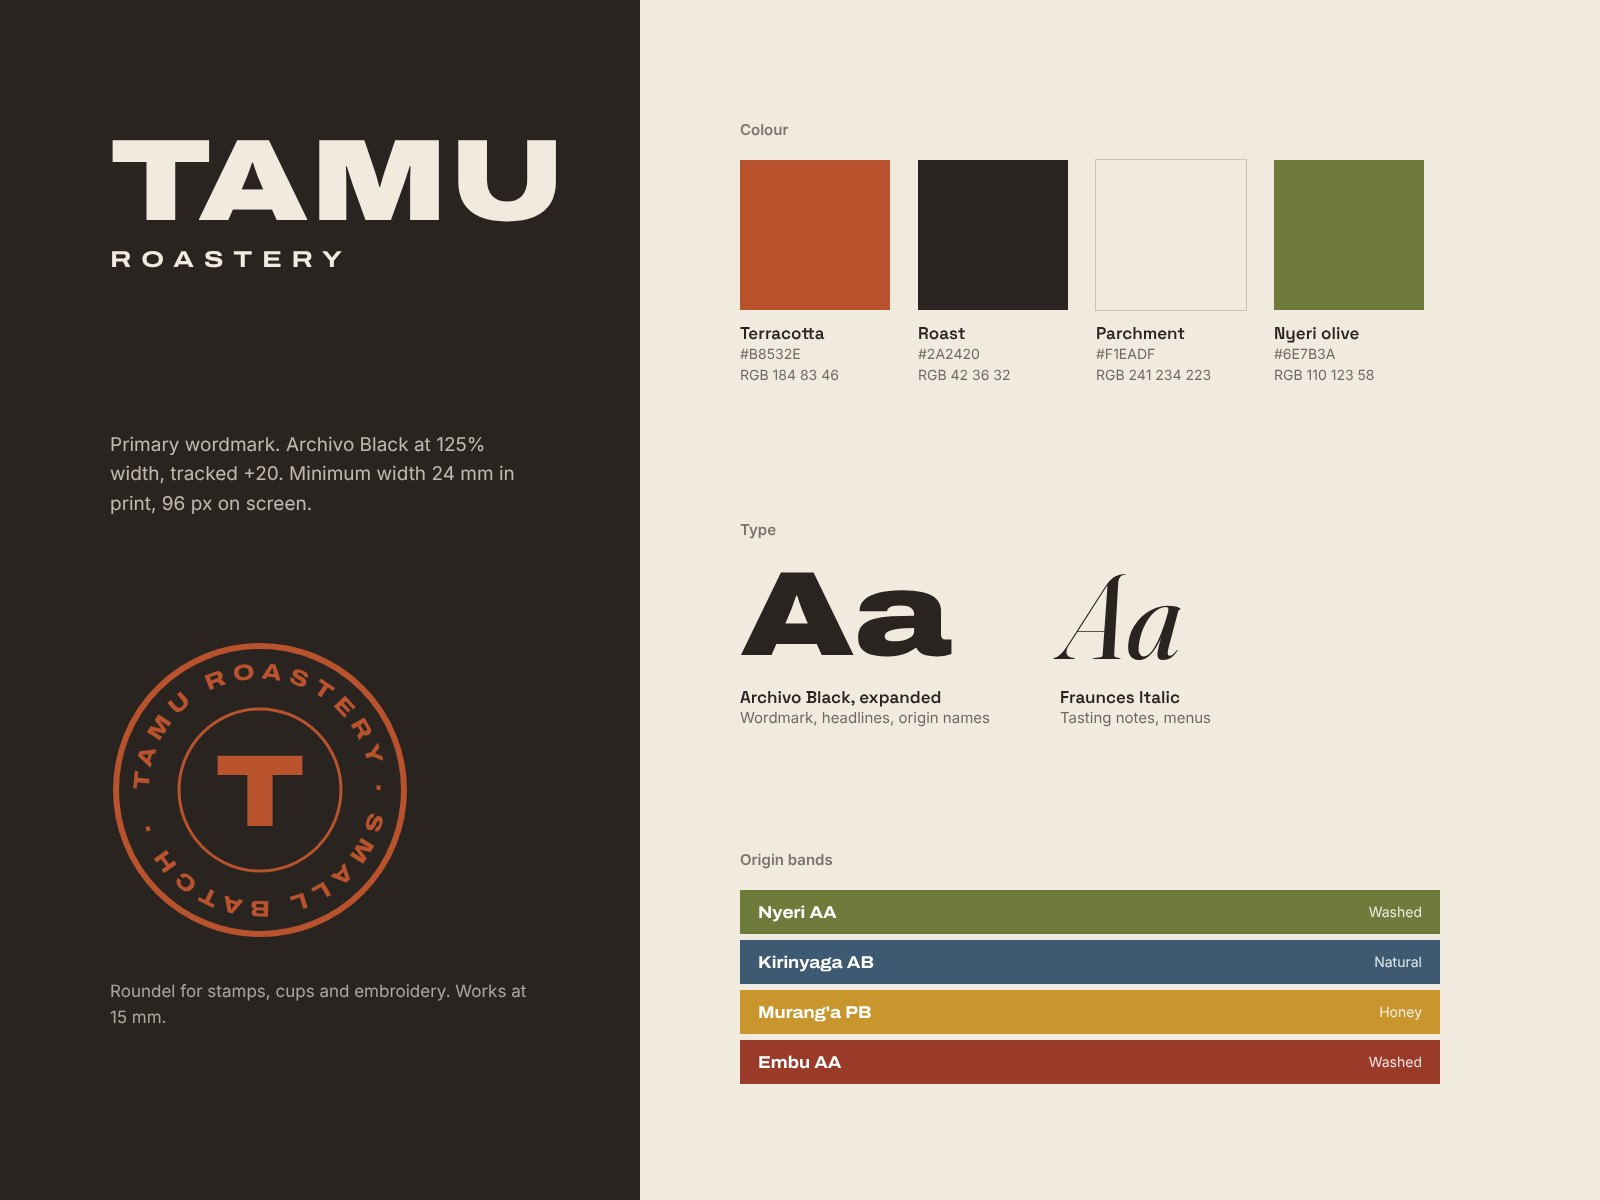 TAMU
ROASTERY
Primary wordmark. Archivo Black at 125%
width, tracked +20. Minimum width 24 mm in
print, 96 px on screen.
TAMU ROASTERY · SMALL BATCH ·
T
Roundel for stamps, cups and embroidery. Works at
15 mm.
Colour
Terracotta
#B8532E
RGB 184 83 46
Roast
#2A2420
RGB 42 36 32
Parchment
#F1EADF
RGB 241 234 223
Nyeri olive
#6E7B3A
RGB 110 123 58
Type
Aa
Archivo Black, expanded
Wordmark, headlines, origin names
Aa
Fraunces Italic
Tasting notes, menus
Origin bands
Nyeri AA Washed
Kirinyaga AB Natural
Murang'a PB Honey
Embu AA Washed